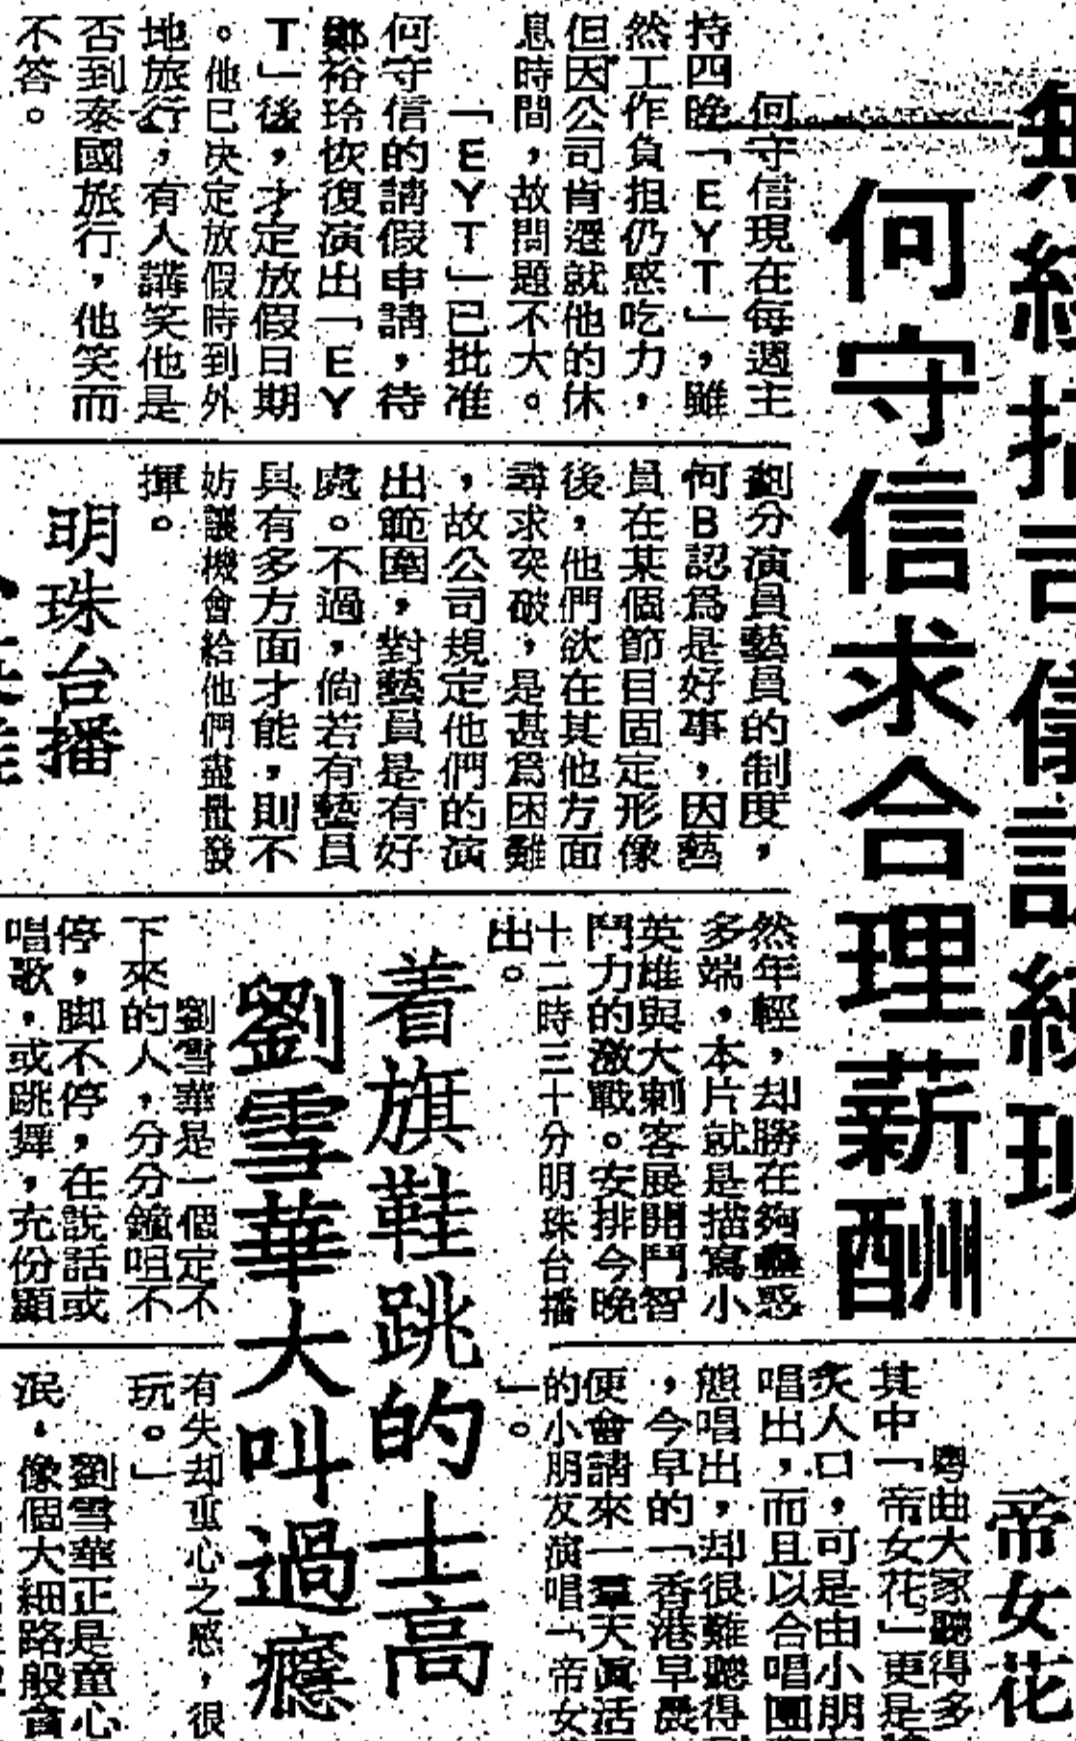 何守信求合理薪酬
何守信現在每週主
持四晚「EYT」，雖
然工作負担仍感吃力，
但因公司肯遷就他的休
息時間，故問題不大。
「EYT」已批准
何守信的請假申請，待
鄭裕玲恢復演出「EY
T」後，才定放假日期
。他已决定放假時到外
地旅行，有人講笑他是
否到泰國旅行，他笑而
不答。
劃分演員藝員的制度，
何B認爲是好事，因藝
員在某個節目固定形像
後，他們欲在其他方面
尋求突破，是甚爲困難
，故公司規定他們的演
出範圍，對藝員是有好
處。不過，倘若有藝員
具有多方面才能，則不
妨讓機會給他們盡量發
揮。
明珠台播
然年輕，却勝在夠蠱惑
多端，本片就是描寫小
英雄與大刺客展開鬥智
鬥力的激戰。安排今晚
十二時三十分明珠台播
出。
着旗鞋跳的士高
劉雪華大叫過癮
劉雪華是一個定不
下來的人，分分鐘咀不
停，脚不停，在說話或
唱歌，或跳舞，充份顯
有失却重心之感，很
玩。」
劉雪華正是童心
泯，像個大細路般貪
帝女花
粵曲大家聽得多
其中「帝女花」更是
炙人口，可是由小朋
唱出，而且以合唱團
態唱出，却很難聽得
，今早的「香港早晨
便會請來一羣天眞活
的小朋友演唱「帝女
」。